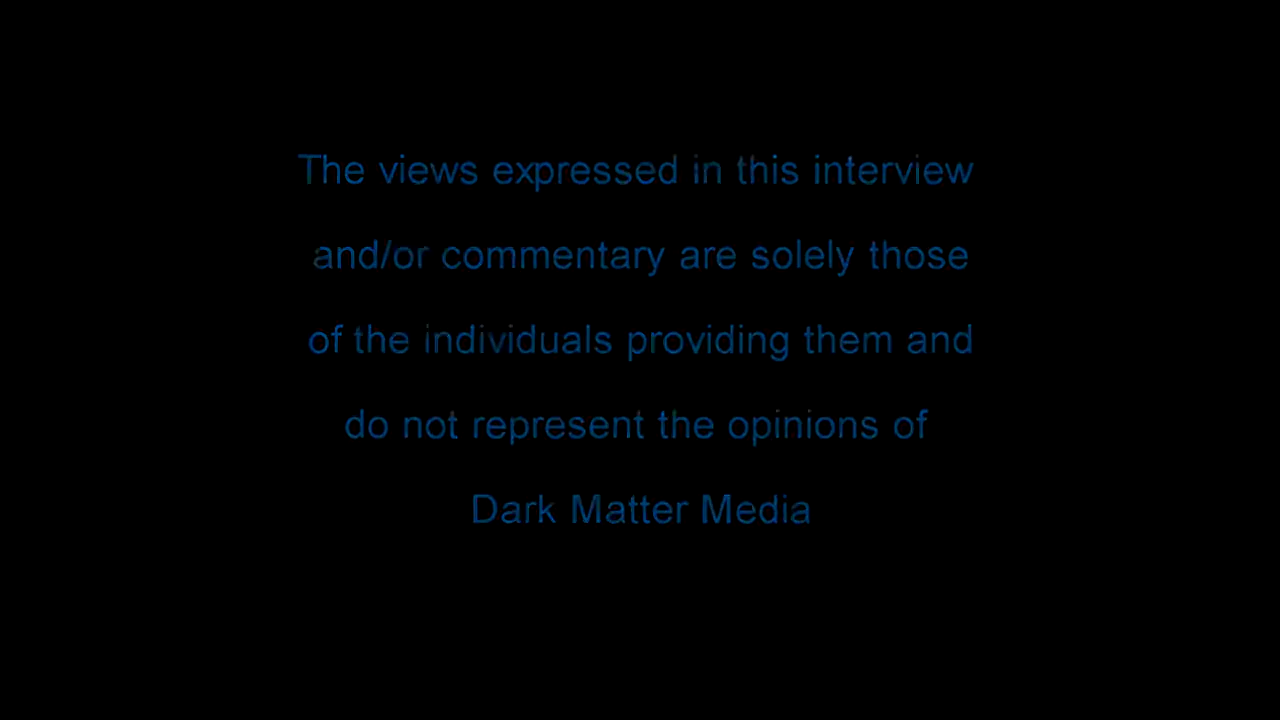 The views expressed in this interview
and/or commentary are solely those
of the individuals providing them and
do not represent the opinions of
Dark Matter Media